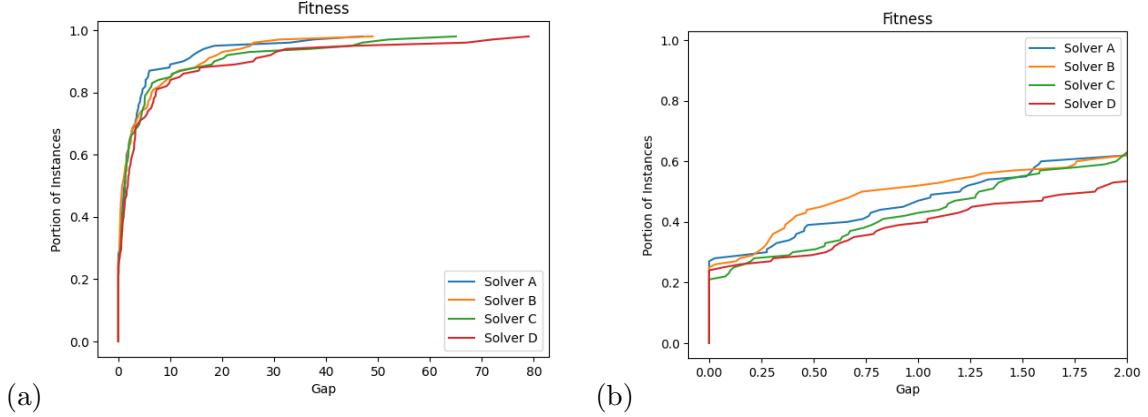 Fitness
Portion of Instances
1.0
0.8
0.6
0.4
0.2
0.0
Solver A
Solver B
Solver C
Solver D
0 10 20 30 40 50 60 70 80
Gap
(a)
Fitness
Portion of Instances
1.0
0.8
0.6
0.4
0.2
0.0
Solver A
Solver B
Solver C
Solver D
0.00 0.25 0.50 0.75 1.00 1.25 1.50 1.75 2.00
Gap
(b)